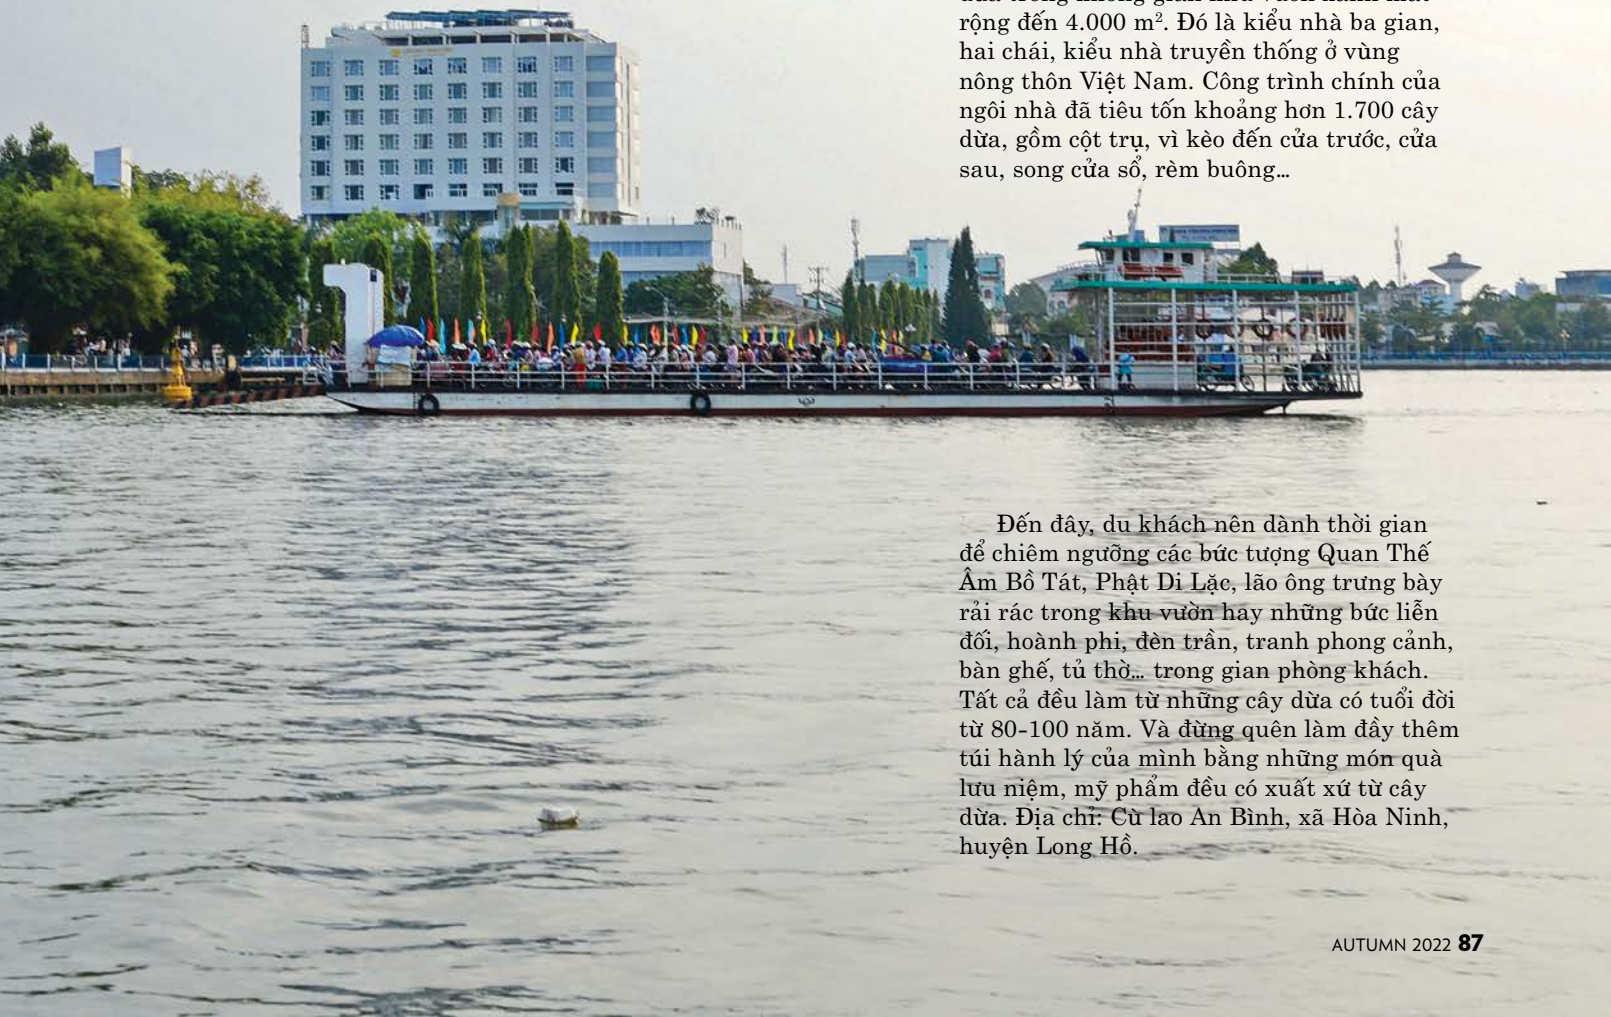 rộng đến 4.000 m². Đó là kiểu nhà ba gian,
hai chái, kiểu nhà truyền thống ở vùng
nông thôn Việt Nam. Công trình chính của
ngôi nhà đã tiêu tốn khoảng hơn 1.700 cây
dừa, gồm cột trụ, vì kèo đến cửa trước, cửa
sau, song cửa sổ, rèm buông...
Đến đây, du khách nên dành thời gian
để chiêm ngưỡng các bức tượng Quan Thế
Âm Bồ Tát, Phật Di Lặc, lão ông trưng bày
rải rác trong khu vườn hay những bức liễn
đối, hoành phi, đèn trần, tranh phong cảnh,
bàn ghế, tủ thờ... trong gian phòng khách.
Tất cả đều làm từ những cây dừa có tuổi đời
từ 80-100 năm. Và đừng quên làm đầy thêm
túi hành lý của mình bằng những món quà
lưu niệm, mỹ phẩm đều có xuất xứ từ cây
dừa. Địa chỉ: Cù lao An Bình, xã Hòa Ninh,
huyện Long Hồ.
AUTUMN 2022 87